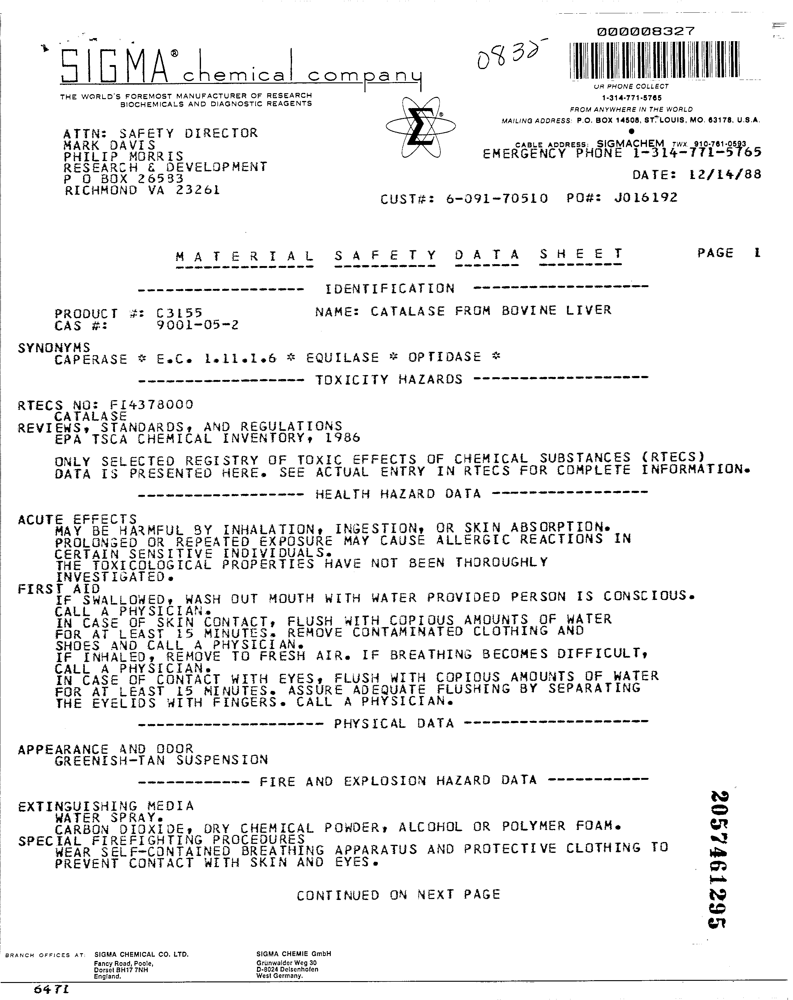 000008327
0832
SIGMA® chemical company
THE WORLD'S FOREMOST MANUFACTURER OF RESEARCH
BIOCHEMICALS AND DIAGNOSTIC REAGENTS
UR PHONE COLLECT
1-314-771-5765
FROM ANYWHERE IN THE WORLD
MAILING ADDRESS: P.O. BOX 14508, ST. LOUIS, MO. 63178, U.S.A.
CABLE ADDRESS: SIGMACHEM TWX 910-761-0593
EMERGENCY PHONE 1-314-771-5765
Σ®
ATTN: SAFETY DIRECTOR
MARK DAVIS
PHILIP MORRIS
RESEARCH & DEVELOPMENT
P O BOX 26583
RICHMOND VA 23261
DATE: 12/14/88
CUST#: 6-091-70510 PO#: J016192
MATERIAL SAFETY DATA SHEET PAGE 1
------------------ IDENTIFICATION -------------------
PRODUCT #: C3155 NAME: CATALASE FROM BOVINE LIVER
CAS #: 9001-05-2
SYNONYMS
CAPERASE * E.C. 1.11.1.6 * EQUILASE * OPTIDASE *
------------------ TOXICITY HAZARDS -------------------
RTECS NO: FI4378000
CATALASE
REVIEWS, STANDARDS, AND REGULATIONS
EPA TSCA CHEMICAL INVENTORY, 1986
ONLY SELECTED REGISTRY OF TOXIC EFFECTS OF CHEMICAL SUBSTANCES (RTECS)
DATA IS PRESENTED HERE. SEE ACTUAL ENTRY IN RTECS FOR COMPLETE INFORMATION.
------------------ HEALTH HAZARD DATA -----------------
ACUTE EFFECTS
MAY BE HARMFUL BY INHALATION, INGESTION, OR SKIN ABSORPTION.
PROLONGED OR REPEATED EXPOSURE MAY CAUSE ALLERGIC REACTIONS IN
CERTAIN SENSITIVE INDIVIDUALS.
THE TOXICOLOGICAL PROPERTIES HAVE NOT BEEN THOROUGHLY
INVESTIGATED.
FIRST AID
IF SWALLOWED, WASH OUT MOUTH WITH WATER PROVIDED PERSON IS CONSCIOUS.
CALL A PHYSICIAN.
IN CASE OF SKIN CONTACT, FLUSH WITH COPIOUS AMOUNTS OF WATER
FOR AT LEAST 15 MINUTES. REMOVE CONTAMINATED CLOTHING AND
SHOES AND CALL A PHYSICIAN.
IF INHALED, REMOVE TO FRESH AIR. IF BREATHING BECOMES DIFFICULT,
CALL A PHYSICIAN.
IN CASE OF CONTACT WITH EYES, FLUSH WITH COPIOUS AMOUNTS OF WATER
FOR AT LEAST 15 MINUTES. ASSURE ADEQUATE FLUSHING BY SEPARATING
THE EYELIDS WITH FINGERS. CALL A PHYSICIAN.
-------------------- PHYSICAL DATA --------------------
APPEARANCE AND ODOR
GREENISH-TAN SUSPENSION
------------ FIRE AND EXPLOSION HAZARD DATA -----------
EXTINGUISHING MEDIA
WATER SPRAY.
CARBON DIOXIDE, DRY CHEMICAL POWDER, ALCOHOL OR POLYMER FOAM.
SPECIAL FIREFIGHTING PROCEDURES
WEAR SELF-CONTAINED BREATHING APPARATUS AND PROTECTIVE CLOTHING TO
PREVENT CONTACT WITH SKIN AND EYES.
CONTINUED ON NEXT PAGE
2057461295
BRANCH OFFICES AT: SIGMA CHEMICAL CO. LTD.
Fancy Road, Poole,
Dorset BH17 7NH
England.
SIGMA CHEMIE GmbH
Grunwalder Weg 30
D-8024 Deisenhofen
West Germany.
6471